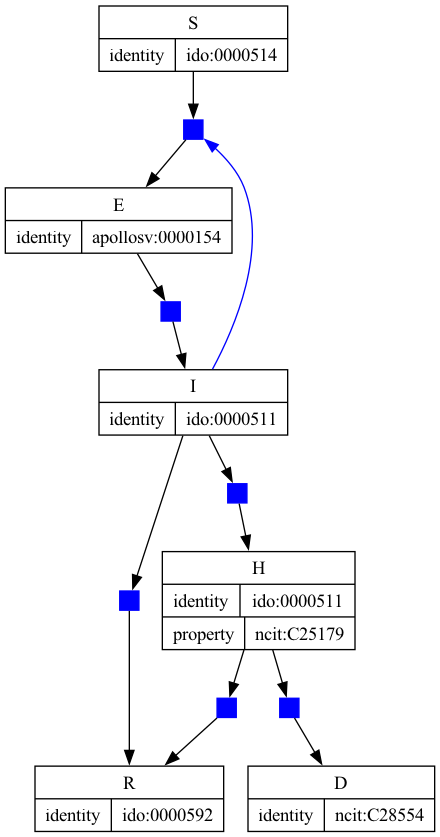 S
identity ido:0000514
E
identity apollosv:0000154
I
identity ido:0000511
H
identity ido:0000511
property ncit:C25179
R
identity ido:0000592
D
identity ncit:C28554